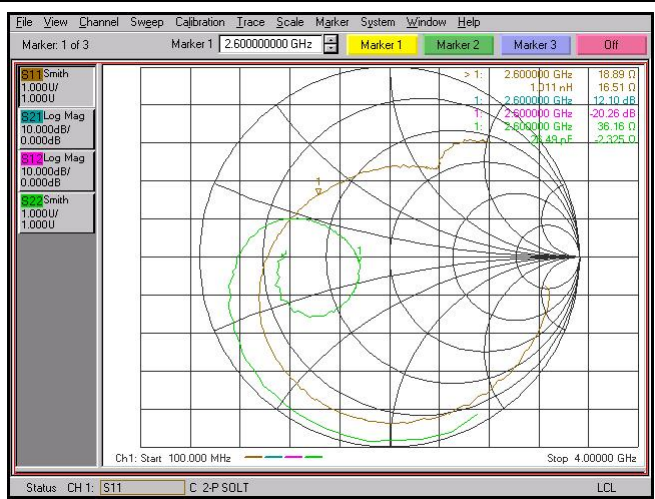 File View Channel Sweep Calibration Trace Scale Marker System Window Help
Marker: 1 of 3 Marker 1 2.600000000 GHz Marker 1 Marker 2 Marker 3 Off
S11 Smith
1.000U/
1.000U
S21 Log Mag
10.000dB/
0.000dB
S12 Log Mag
10.000dB/
0.000dB
S22 Smith
1.000U/
1.000U
> 1: 2.600000 GHz 18.89 Ω
1.011 nH 16.51 Ω
1: 2.600000 GHz 12.10 dB
1: 2.600000 GHz -20.26 dB
1: 2.600000 GHz 36.16 Ω
26.49 pF -2.325 Ω
1
1
Ch1: Start 100.000 MHz Stop 4.00000 GHz
Status CH 1: S11 C 2-P SOLT LCL